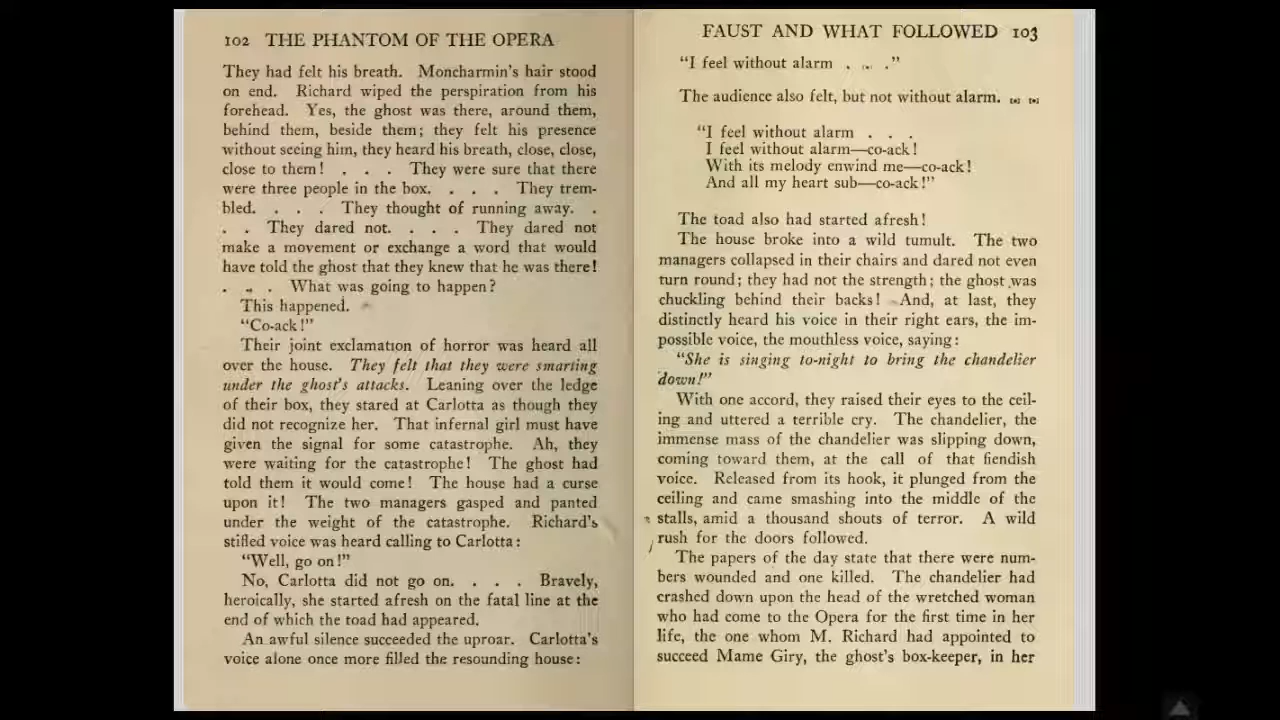 102 THE PHANTOM OF THE OPERA
They had felt his breath. Moncharmin's hair stood
on end. Richard wiped the perspiration from his
forehead. Yes, the ghost was there, around them,
behind them, beside them; they felt his presence
without seeing him, they heard his breath, close, close,
close to them! . . . They were sure that there
were three people in the box. . . . They trem-
bled. . . . They thought of running away. .
. . They dared not. . . . They dared not
make a movement or exchange a word that would
have told the ghost that they knew that he was there!
. . . What was going to happen?
This happened.
"Co-ack!"
Their joint exclamation of horror was heard all
over the house. They felt that they were smarting
under the ghost's attacks. Leaning over the ledge
of their box, they stared at Carlotta as though they
did not recognize her. That infernal girl must have
given the signal for some catastrophe. Ah, they
were waiting for the catastrophe! The ghost had
told them it would come! The house had a curse
upon it! The two managers gasped and panted
under the weight of the catastrophe. Richard's
stifled voice was heard calling to Carlotta:
"Well, go on!"
No, Carlotta did not go on. . . . Bravely,
heroically, she started afresh on the fatal line at the
end of which the toad had appeared.
An awful silence succeeded the uproar. Carlotta's
voice alone once more filled the resounding house:
FAUST AND WHAT FOLLOWED 103
"I feel without alarm . . ."
The audience also felt, but not without alarm. . .
"I feel without alarm . . .
I feel without alarm—co-ack!
With its melody enwind me—co-ack!
And all my heart sub—co-ack!"
The toad also had started afresh!
The house broke into a wild tumult. The two
managers collapsed in their chairs and dared not even
turn round; they had not the strength; the ghost was
chuckling behind their backs! And, at last, they
distinctly heard his voice in their right ears, the im-
possible voice, the mouthless voice, saying:
"She is singing to-night to bring the chandelier
down!"
With one accord, they raised their eyes to the ceil-
ing and uttered a terrible cry. The chandelier, the
immense mass of the chandelier was slipping down,
coming toward them, at the call of that fiendish
voice. Released from its hook, it plunged from the
ceiling and came smashing into the middle of the
stalls, amid a thousand shouts of terror. A wild
rush for the doors followed.
The papers of the day state that there were num-
bers wounded and one killed. The chandelier had
crashed down upon the head of the wretched woman
who had come to the Opera for the first time in her
life, the one whom M. Richard had appointed to
succeed Mame Giry, the ghost's box-keeper, in her